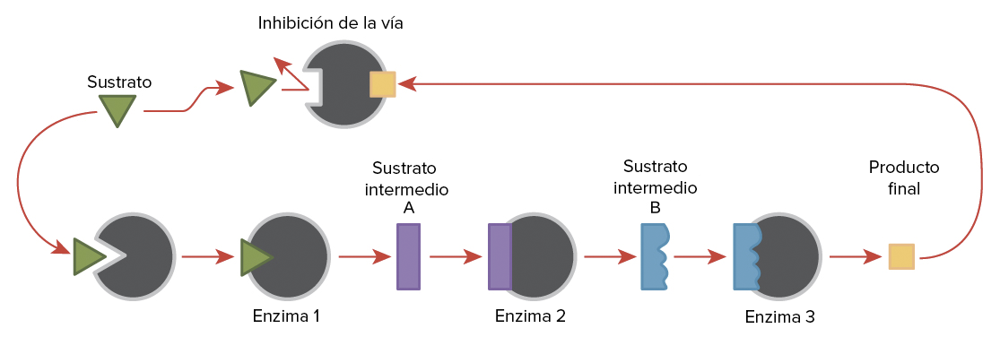 Inhibición de la vía
Sustrato
Sustrato
intermedio
A
Sustrato
intermedio
B
Producto
final
Enzima 1
Enzima 2
Enzima 3